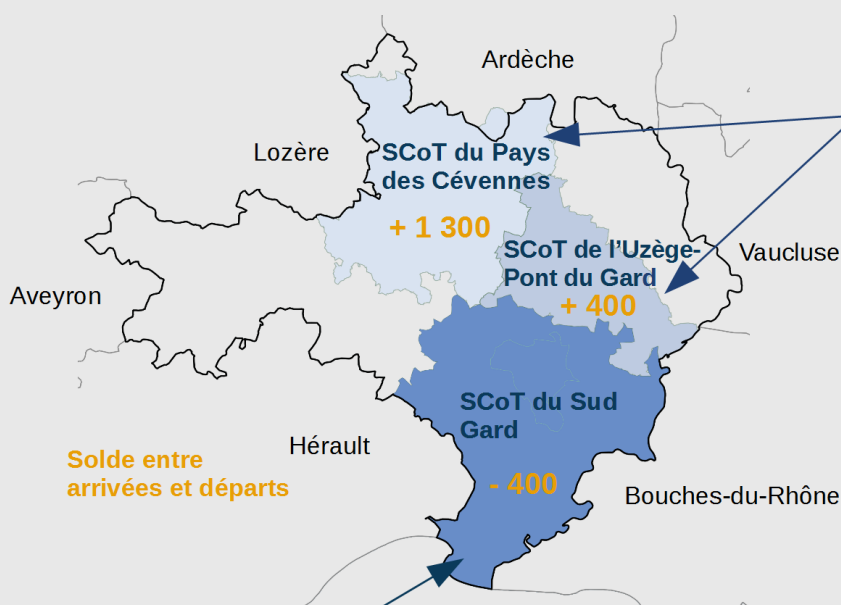 Ardèche
Lozère
SCoT du Pays
des Cévennes
+ 1 300
SCoT de l'Uzège-
Pont du Gard
+ 400
Vaucluse
Aveyron
SCoT du Sud
Gard
Hérault
Solde entre
arrivées et départs
- 400
Bouches-du-Rhône